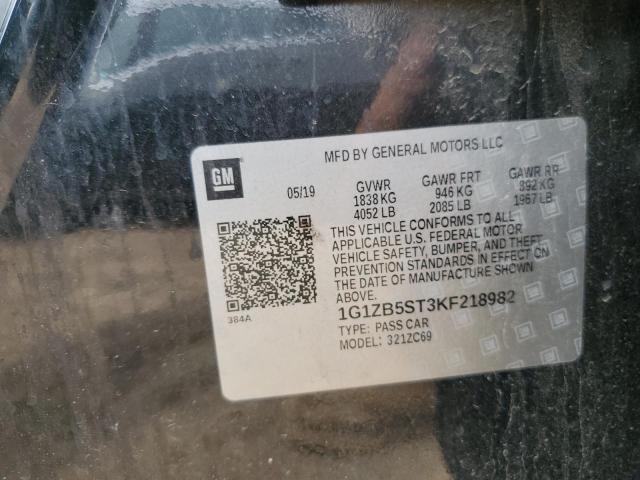 MFD BY GENERAL MOTORS LLC
GM
05/19 GVWR GAWR FRT GAWR RR
1838 KG 946 KG 892 KG
4052 LB 2085 LB 1967 LB
THIS VEHICLE CONFORMS TO ALL
APPLICABLE U.S. FEDERAL MOTOR
VEHICLE SAFETY, BUMPER, AND THEFT
PREVENTION STANDARDS IN EFFECT ON
THE DATE OF MANUFACTURE SHOWN
ABOVE.
384A
1G1ZB5ST3KF218982
TYPE: PASS CAR
MODEL: 321ZC69